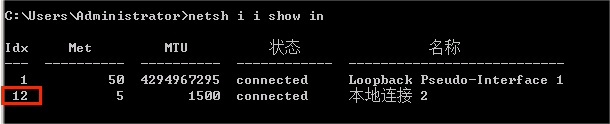 C:\Users\Administrator>netsh i i show in
Idx Met MTU 状态 名称
--- ---------- ---------- ------------ ---------------------------
1 50 4294967295 connected Loopback Pseudo-Interface 1
12 5 1500 connected 本地连接 2